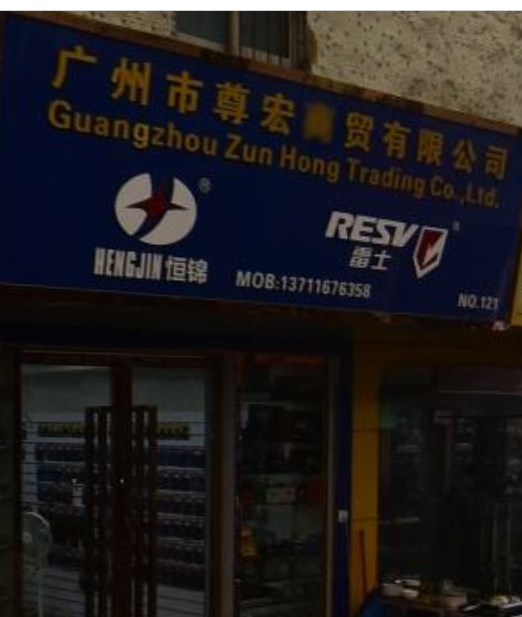 广州市尊宏 贸有限公司
Guangzhou Zun Hong Trading Co.,Ltd.
®
HENGJIN 恒锦
RESV
®
雷士
MOB:13711676358
NO.121